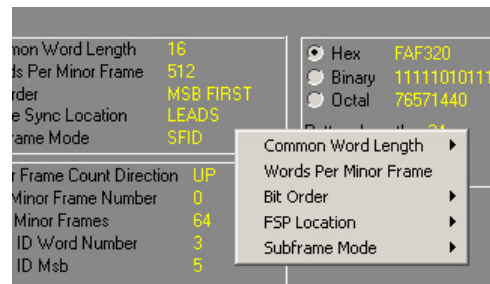 mon Word Length 16
ds Per Minor Frame 512
rder MSB FIRST
e Sync Location LEADS
rame Mode SFID
Hex FAF320
Binary 11111010111
Octal 76571440
Common Word Length
Words Per Minor Frame
Bit Order
FSP Location
Subframe Mode
r Frame Count Direction UP
Minor Frame Number 0
Minor Frames 64
ID Word Number 3
ID Msb 5